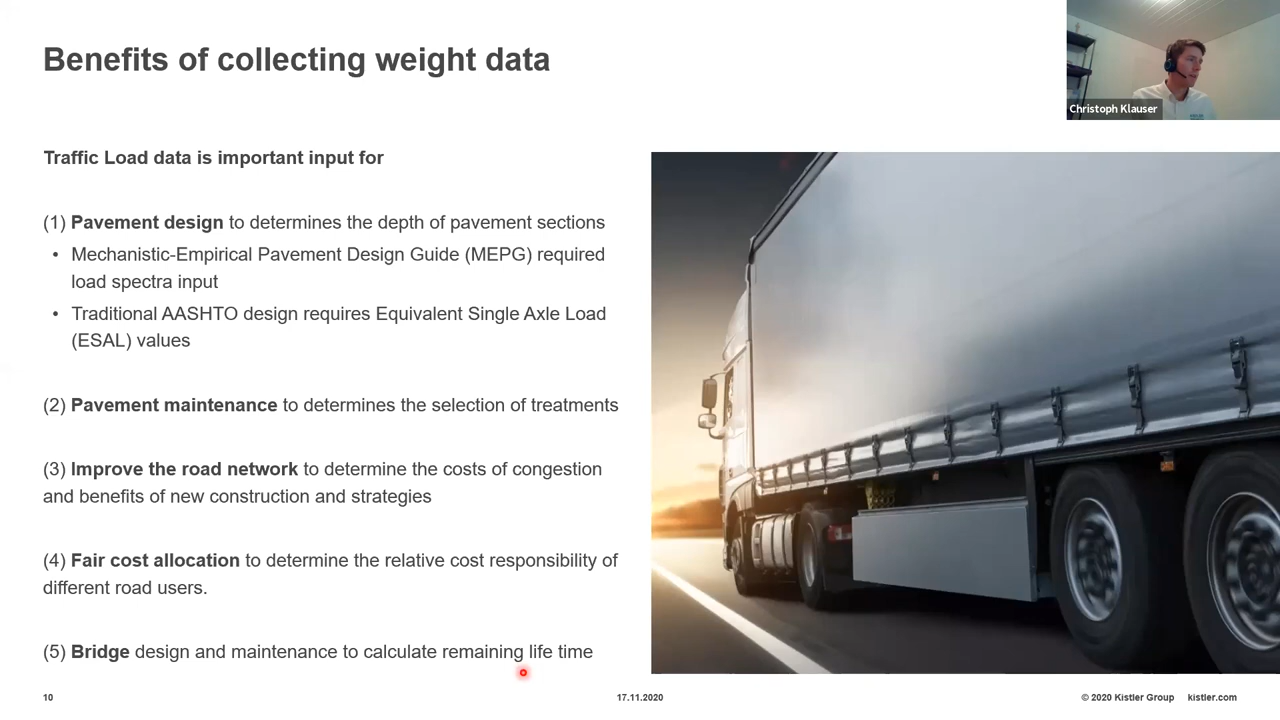 Benefits of collecting weight data
Christoph Klauser
Traffic Load data is important input for
(1) Pavement design to determines the depth of pavement sections
• Mechanistic-Empirical Pavement Design Guide (MEPG) required
load spectra input
• Traditional AASHTO design requires Equivalent Single Axle Load
(ESAL) values
(2) Pavement maintenance to determines the selection of treatments
(3) Improve the road network to determine the costs of congestion
and benefits of new construction and strategies
(4) Fair cost allocation to determine the relative cost responsibility of
different road users.
(5) Bridge design and maintenance to calculate remaining life time
10
17.11.2020
© 2020 Kistler Group kistler.com